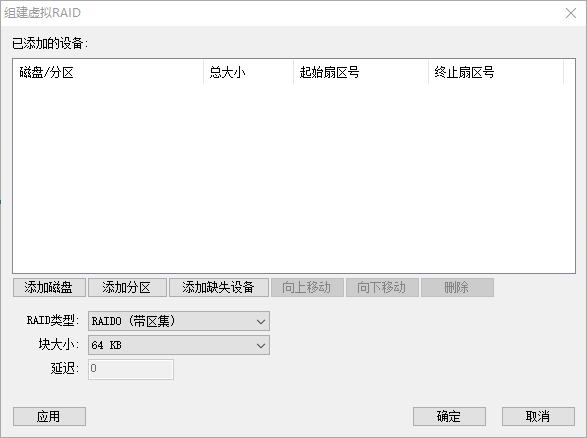 组建虚拟RAID
已添加的设备:
磁盘/分区 总大小 起始扇区号 终止扇区号
添加磁盘 添加分区 添加缺失设备 向上移动 向下移动 删除
RAID类型: RAID0 (带区集)
块大小: 64 KB
延迟: 0
应用 确定 取消